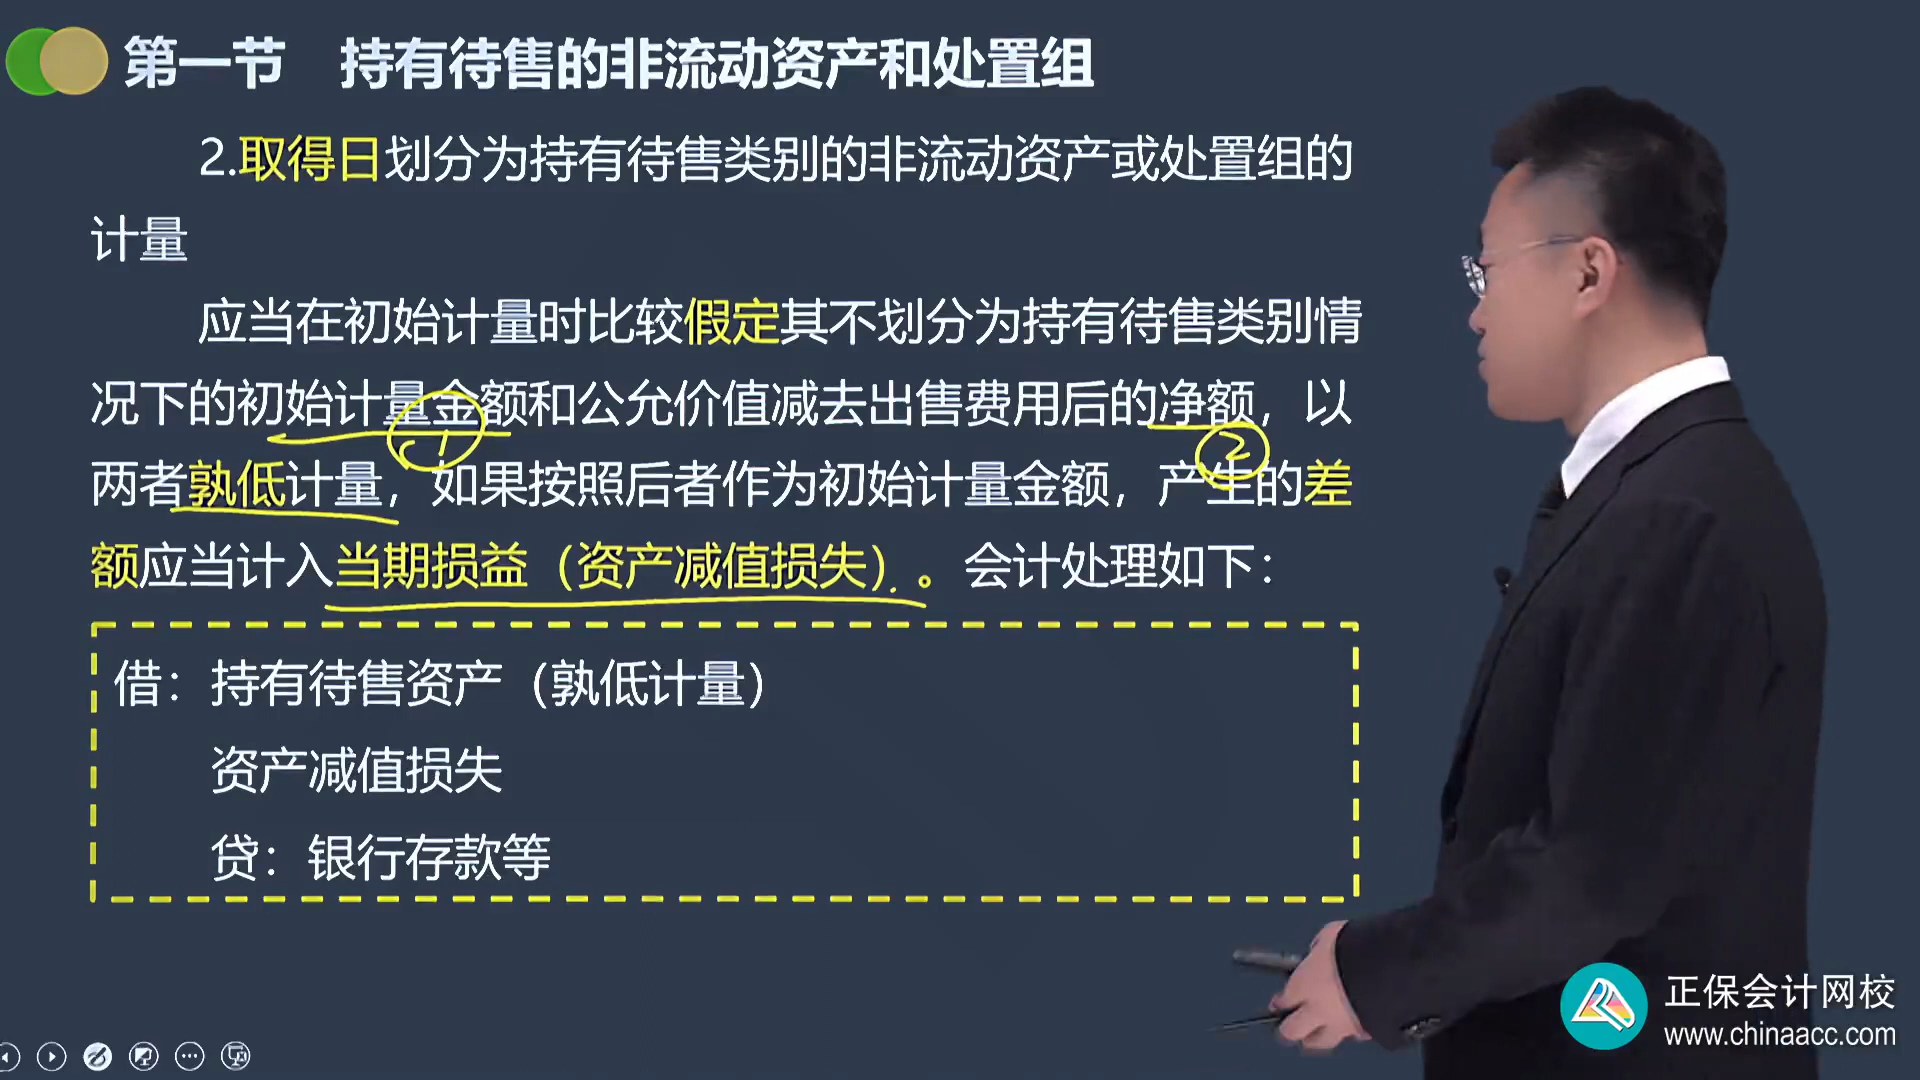 第一节 持有待售的非流动资产和处置组
2.取得日划分为持有待售类别的非流动资产或处置组的
计量
应当在初始计量时比较假定其不划分为持有待售类别情
况下的初始计量金额和公允价值减去出售费用后的净额，以
①
②
两者孰低计量，如果按照后者作为初始计量金额，产生的差
额应当计入当期损益（资产减值损失）。会计处理如下：
借：持有待售资产（孰低计量）
资产减值损失
贷：银行存款等
正保会计网校
www.chinaacc.com